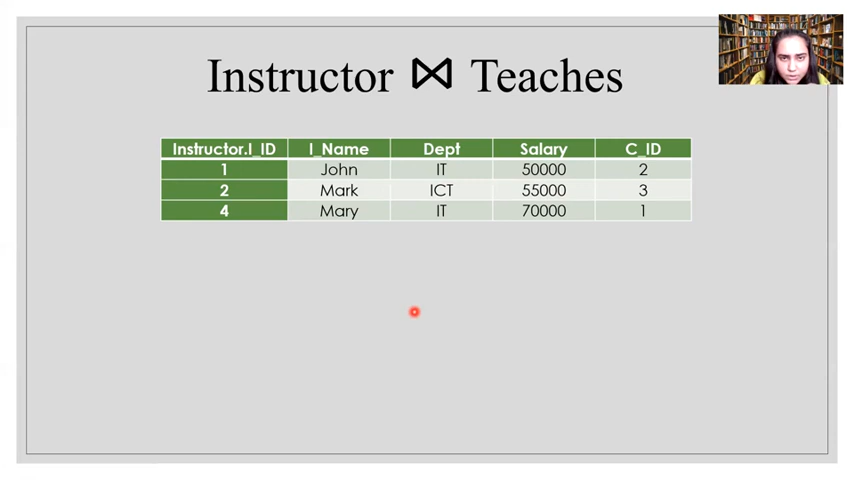 Instructor ⋈ Teaches
Instructor.I_ID I_Name Dept Salary C_ID
1 John IT 50000 2
2 Mark ICT 55000 3
4 Mary IT 70000 1